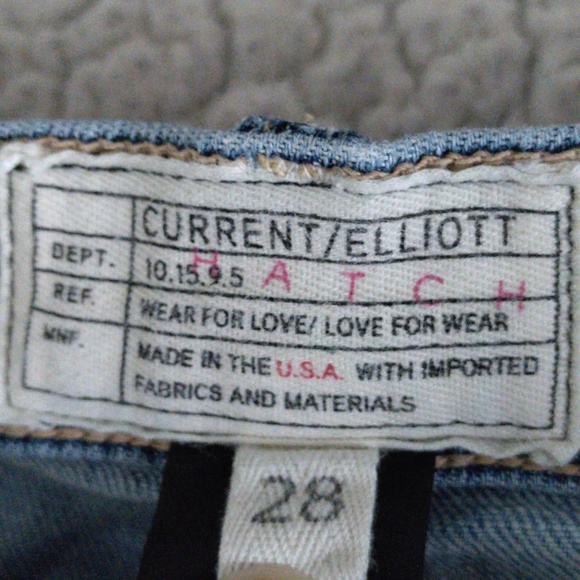 CURRENT/ELLIOTT
DEPT. 10.15.9.5
HATCH
REF. WEAR FOR LOVE/ LOVE FOR WEAR
MNF. MADE IN THE U.S.A. WITH IMPORTED
FABRICS AND MATERIALS
28